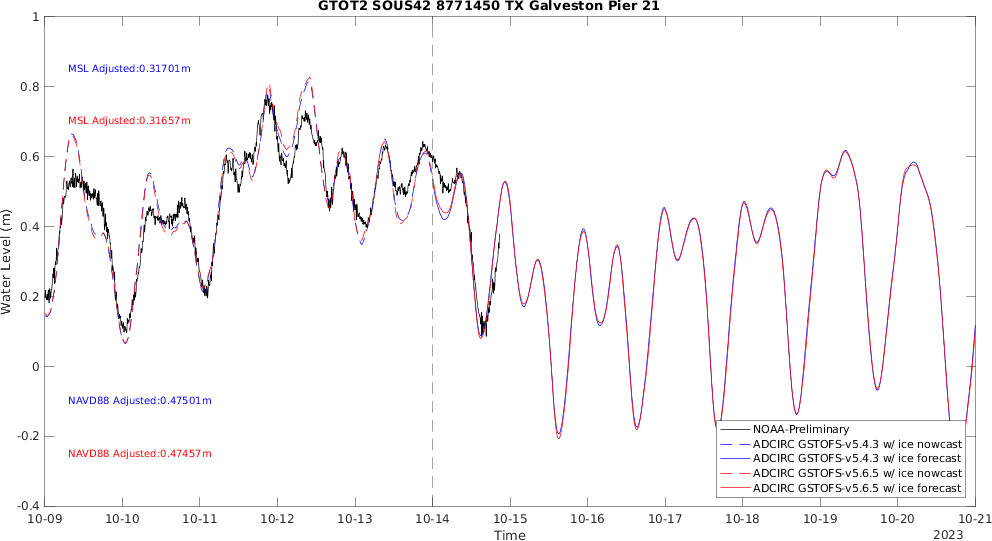 GTOT2 SOUS42 8771450 TX Galveston Pier 21
Water Level (m)
1
0.8
0.6
0.4
0.2
0
-0.2
-0.4
MSL Adjusted:0.31701m
MSL Adjusted:0.31657m
NAVD88 Adjusted:0.47501m
NAVD88 Adjusted:0.47457m
NOAA-Preliminary
ADCIRC GSTOFS-v5.4.3 w/ ice nowcast
ADCIRC GSTOFS-v5.4.3 w/ ice forecast
ADCIRC GSTOFS-v5.6.5 w/ ice nowcast
ADCIRC GSTOFS-v5.6.5 w/ ice forecast
10-09 10-10 10-11 10-12 10-13 10-14 10-15 10-16 10-17 10-18 10-19 10-20 10-21
Time
2023